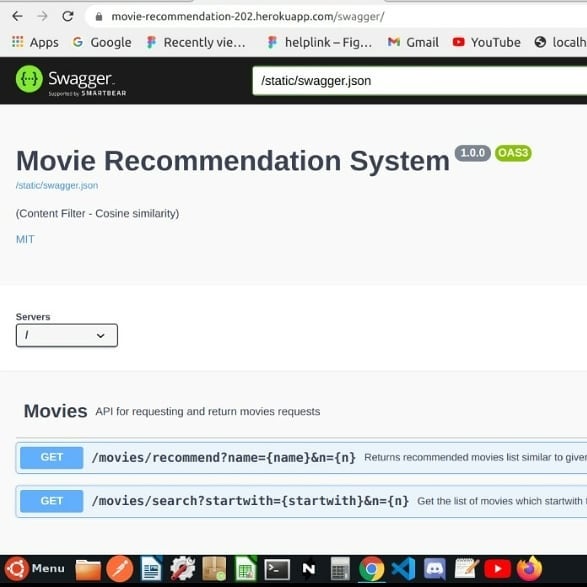 movie-recommendation-202.herokuapp.com/swagger/
Apps Google Recently vie... helplink – Fig... Gmail YouTube
Swagger
Supported by SMARTBEAR
/static/swagger.json
Movie Recommendation System 1.0.0 OAS3
/static/swagger.json
(Content Filter - Cosine similarity)
MIT
Servers
/
Movies API for requesting and return movies requests
GET /movies/recommend?name={name}&n={n} Returns recommended movies list similar to
GET /movies/search?startwith={startwith}&n={n} Get the list of movies which startwith
Menu